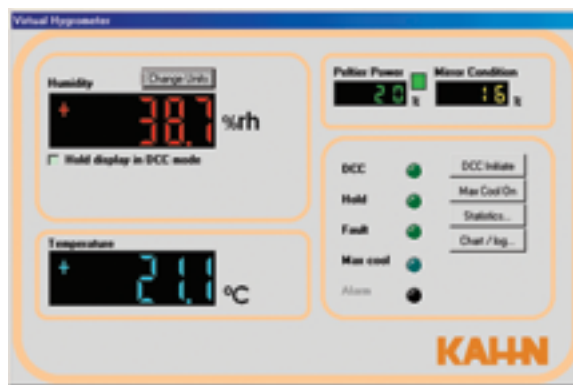 Virtual Hygrometer
Humidity
Change Units
+ 38.7 %rh
Hold display in DCC mode
Temperature
+ 21.1 °C
Peltier Power
20 %
Mirror Condition
16 %
DCC
Hold
Fault
Max cool
Alarm
DCC Initiate
Max Cool On
Statistics...
Chart / log...
KAHN